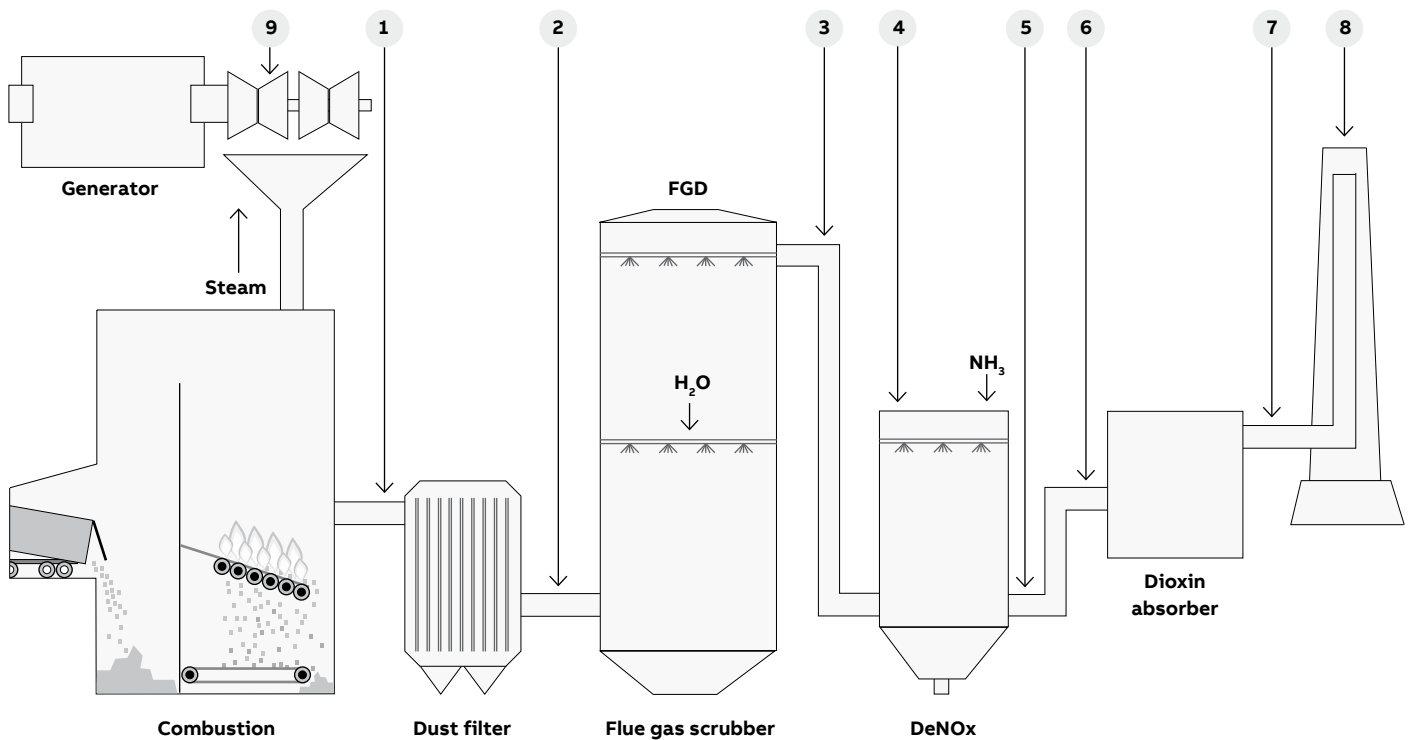 9
1
2
3
4
5
6
7
8
Generator
FGD
Steam
NH₃
H₂O
Dioxin
absorber
Combustion
Dust filter
Flue gas scrubber
DeNOx